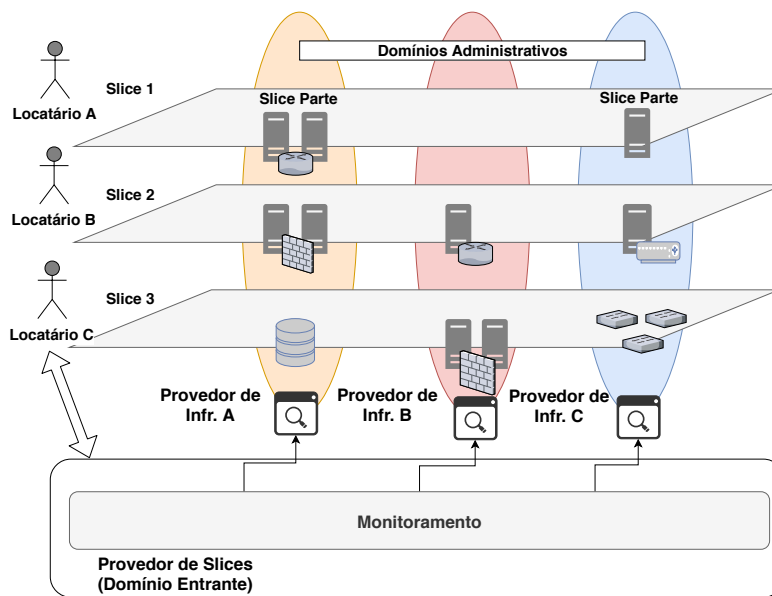 Domínios Administrativos
Slice 1
Slice Parte
Slice Parte
Locatário A
Slice 2
Locatário B
Slice 3
Locatário C
Provedor de
Infr. A
Provedor de
Infr. B
Provedor de
Infr. C
Monitoramento
Provedor de Slices
(Domínio Entrante)